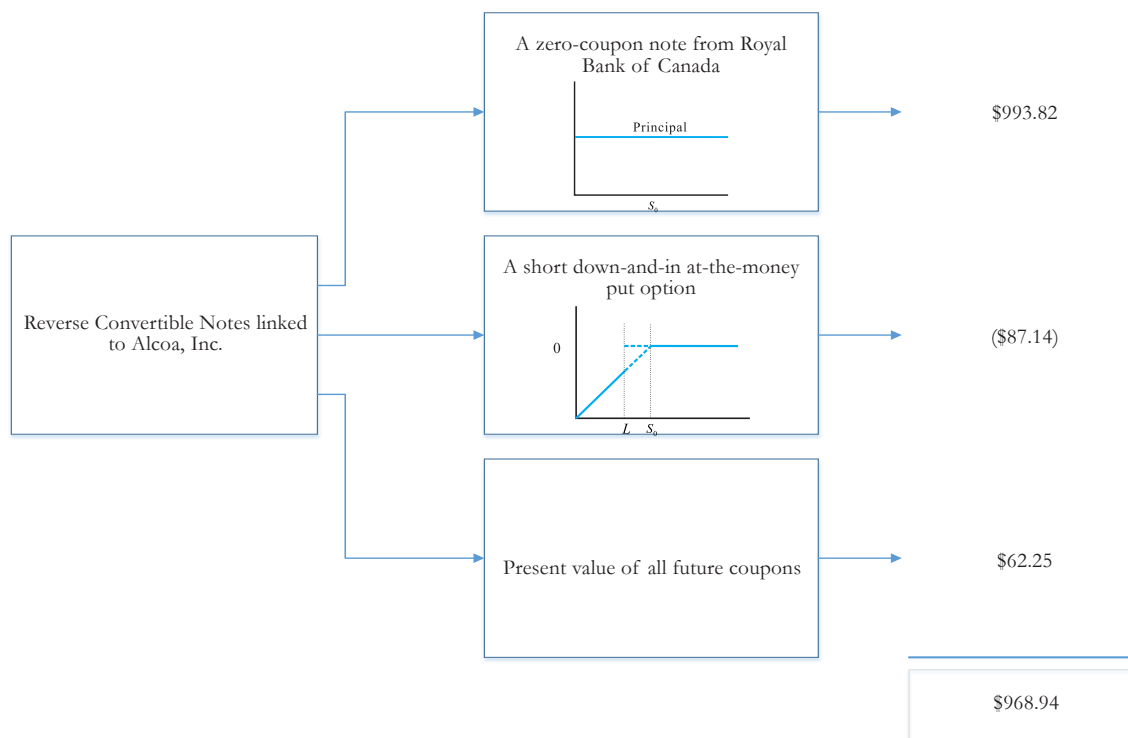 A zero-coupon note from Royal
Bank of Canada
Principal
S₀
$993.82
Reverse Convertible Notes linked
to Alcoa, Inc.
A short down-and-in at-the-money
put option
0
L S₀
($87.14)
Present value of all future coupons
$62.25
$968.94